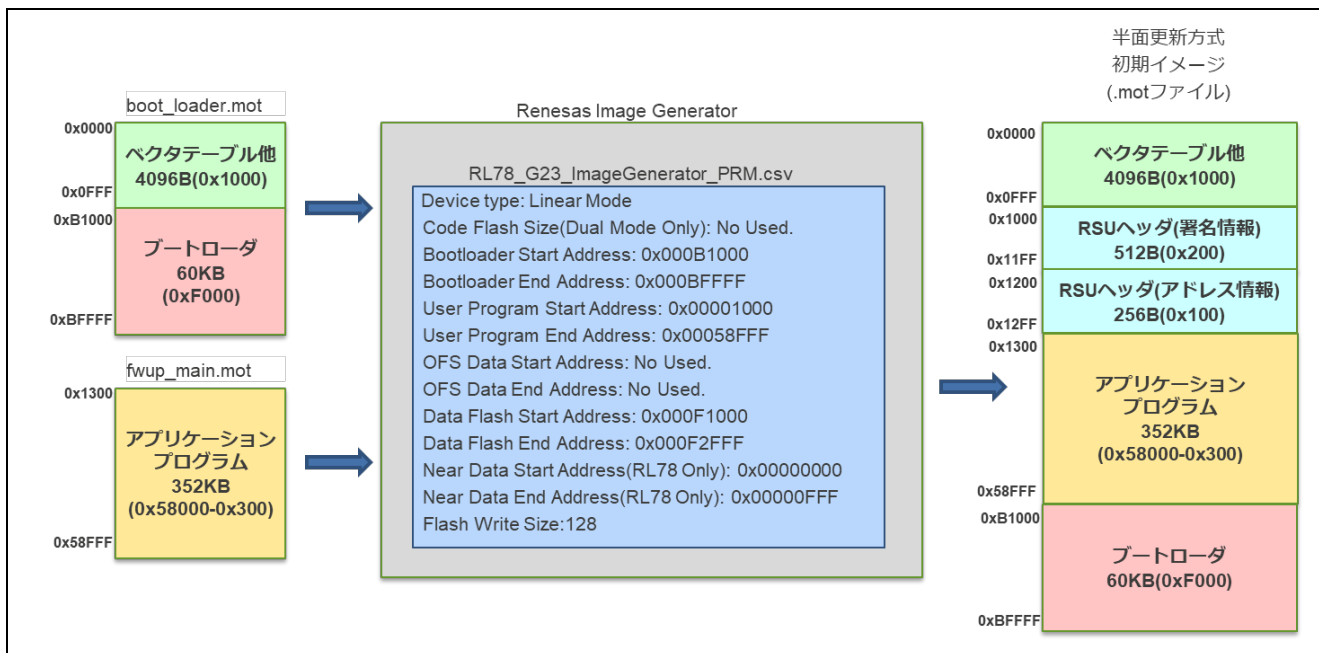 boot_loader.mot
0x0000
ベクタテーブル他
4096B(0x1000)
0x0FFF
0xB1000
ブートローダ
60KB
(0xF000)
0xBFFFF
fwup_main.mot
0x1300
アプリケーション
プログラム
352KB
(0x58000-0x300)
0x58FFF
Renesas Image Generator
RL78_G23_ImageGenerator_PRM.csv
Device type: Linear Mode
Code Flash Size(Dual Mode Only): No Used.
Bootloader Start Address: 0x000B1000
Bootloader End Address: 0x000BFFFF
User Program Start Address: 0x00001000
User Program End Address: 0x00058FFF
OFS Data Start Address: No Used.
OFS Data End Address: No Used.
Data Flash Start Address: 0x000F1000
Data Flash End Address: 0x000F2FFF
Near Data Start Address(RL78 Only): 0x00000000
Near Data End Address(RL78 Only): 0x00000FFF
Flash Write Size:128
半面更新方式
初期イメージ
(.motファイル)
0x0000
ベクタテーブル他
4096B(0x1000)
0x0FFF
0x1000
RSUヘッダ(署名情報)
512B(0x200)
0x11FF
0x1200
RSUヘッダ(アドレス情報)
256B(0x100)
0x12FF
0x1300
アプリケーション
プログラム
352KB
(0x58000-0x300)
0x58FFF
0xB1000
ブートローダ
60KB(0xF000)
0xBFFFF